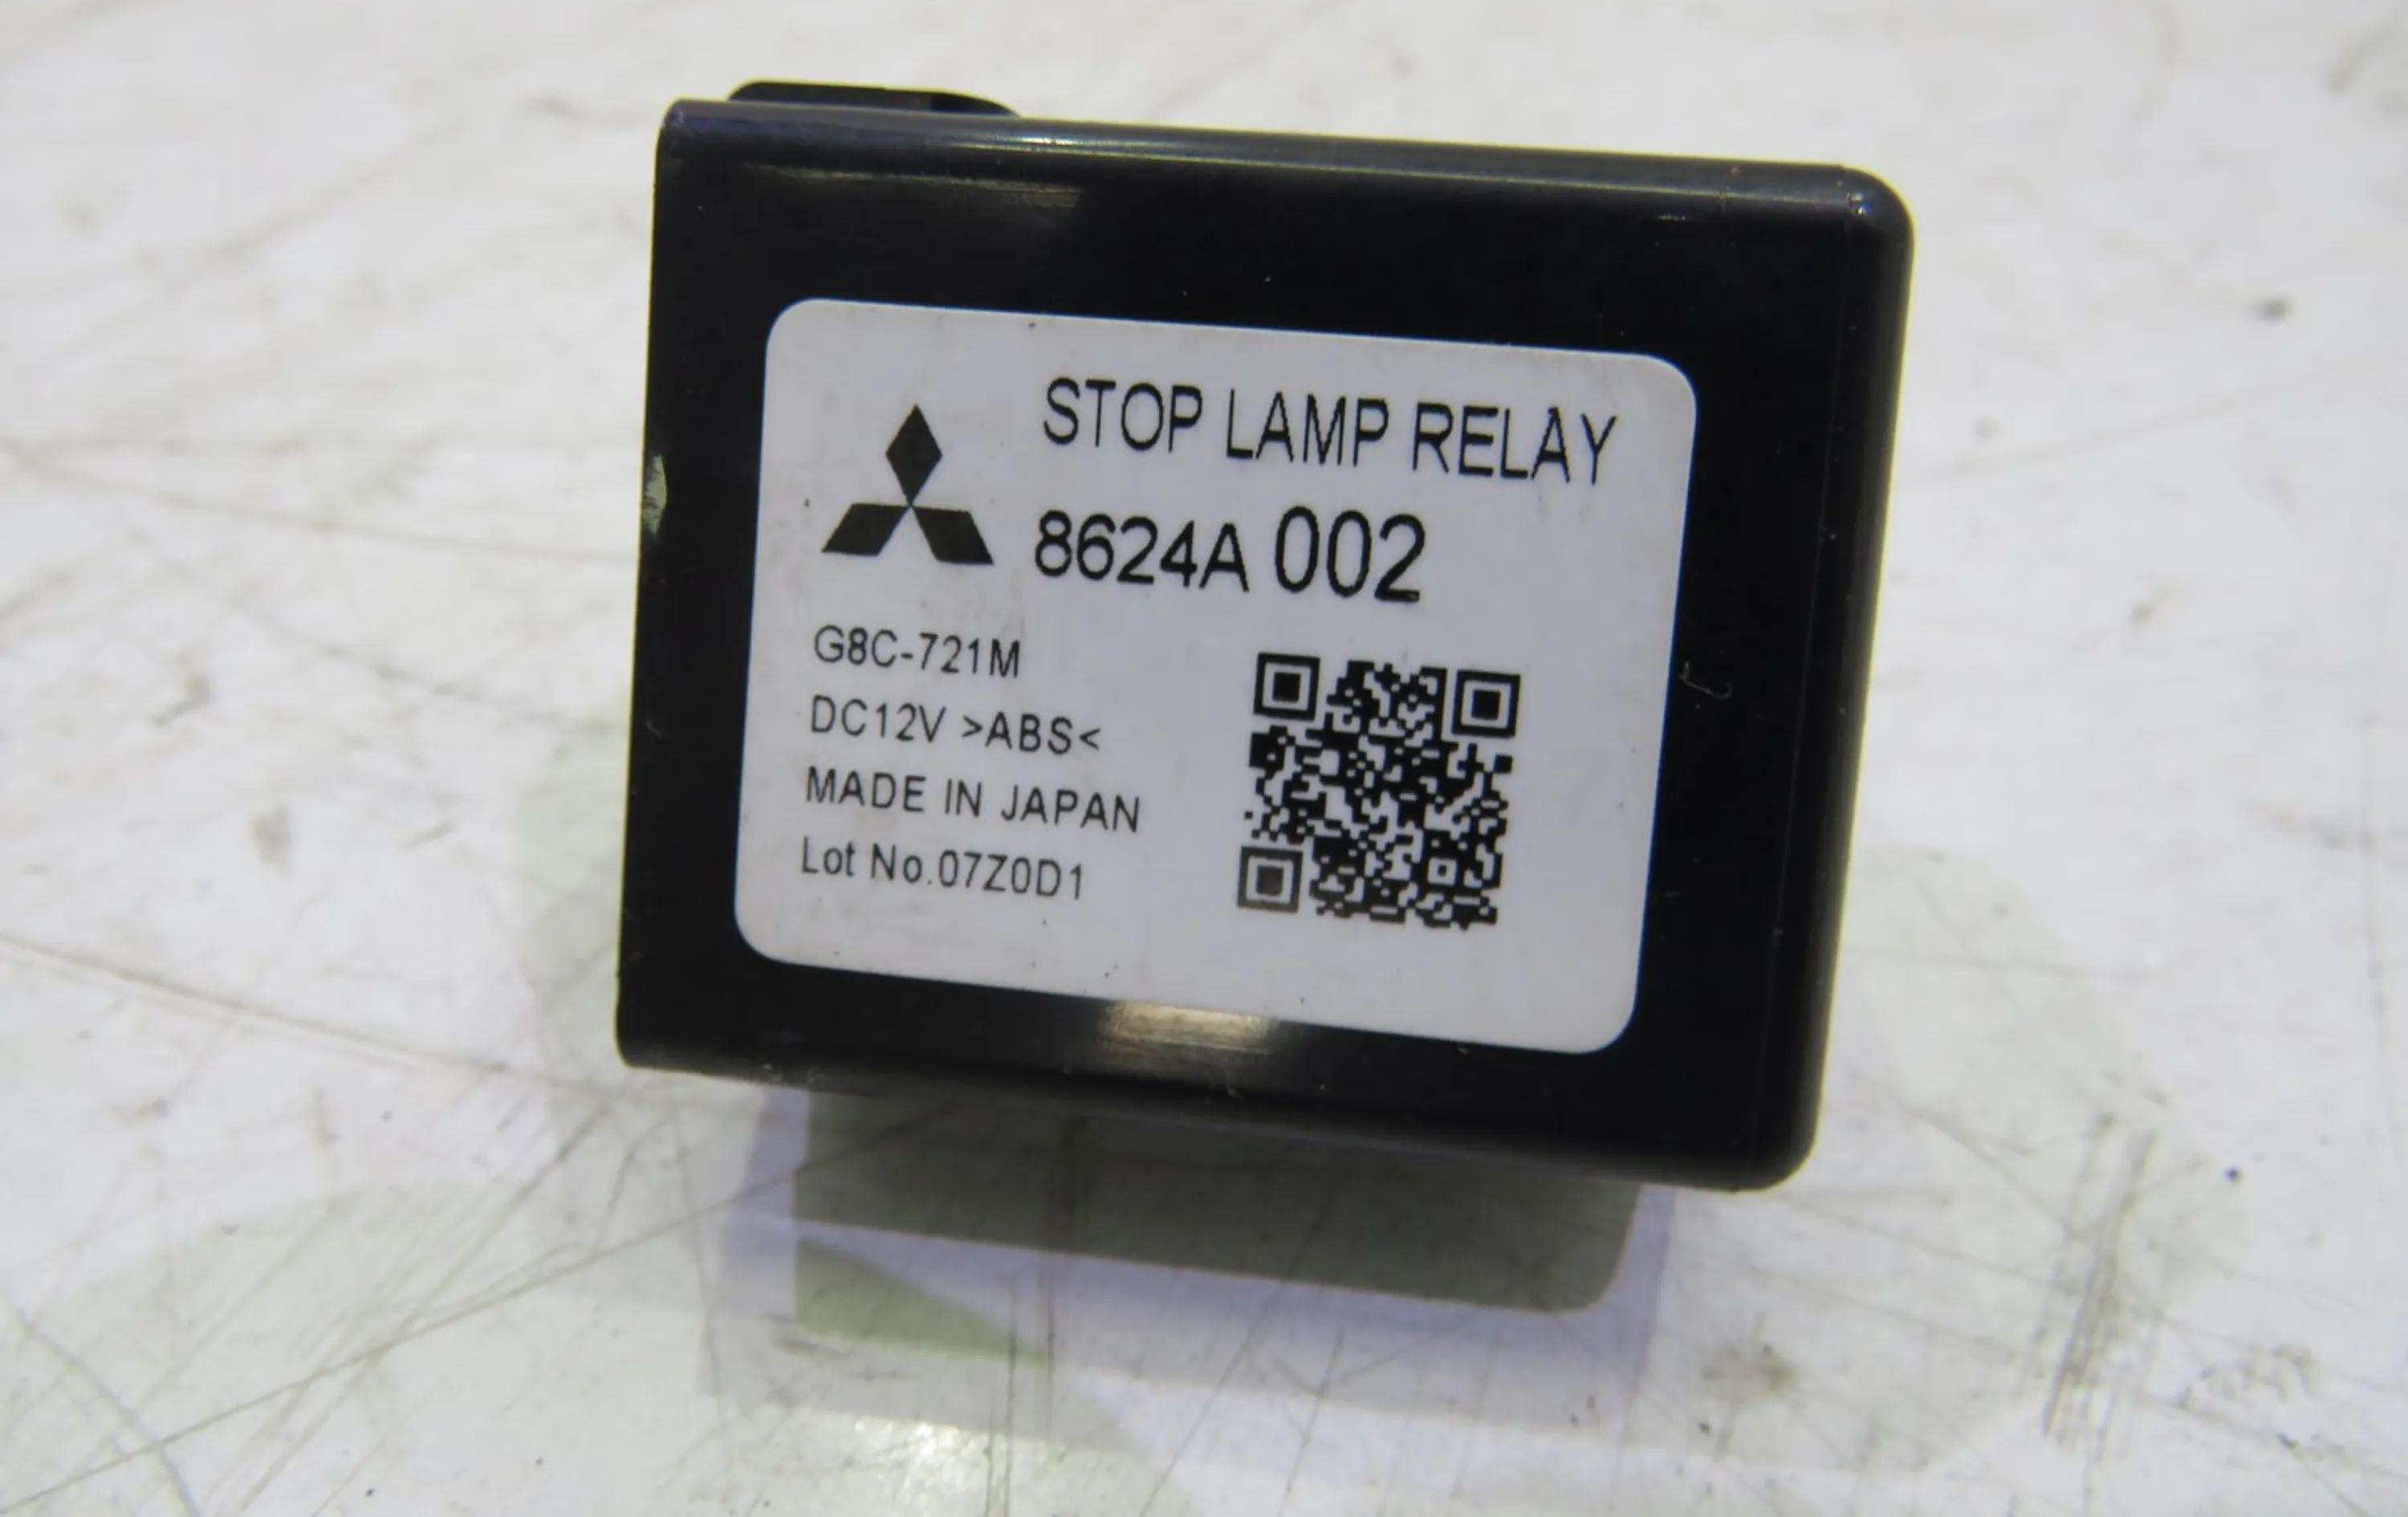 STOP LAMP RELAY
8624A 002
G8C-721M
DC12V >ABS<
MADE IN JAPAN
Lot No.07Z0D1